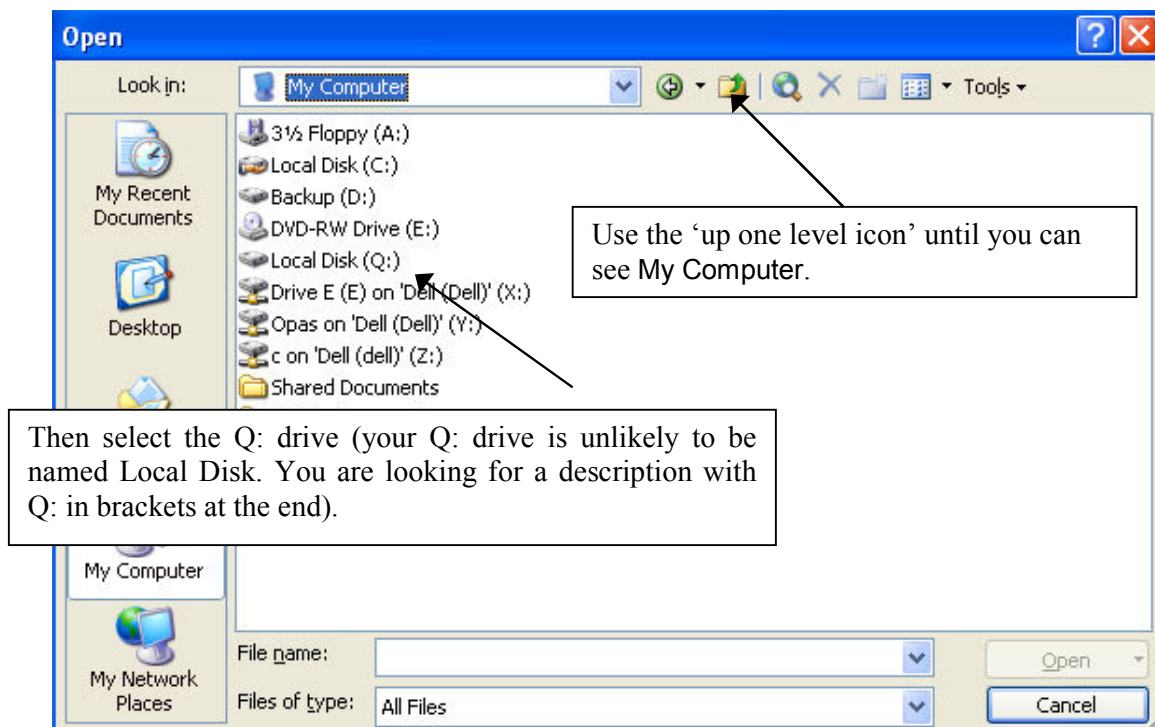 Open
Look in:
My Computer
Tools
My Recent
Documents
Desktop
My Computer
My Network
Places
3½ Floppy (A:)
Local Disk (C:)
Backup (D:)
DVD-RW Drive (E:)
Local Disk (Q:)
Drive E (E) on 'Dell (Dell)' (X:)
Opas on 'Dell (Dell)' (Y:)
c on 'Dell (dell)' (Z:)
Shared Documents
Use the ‘up one level icon’ until you can
see My Computer.
Then select the Q: drive (your Q: drive is unlikely to be
named Local Disk. You are looking for a description with
Q: in brackets at the end).
File name:
Files of type:
All Files
Open
Cancel